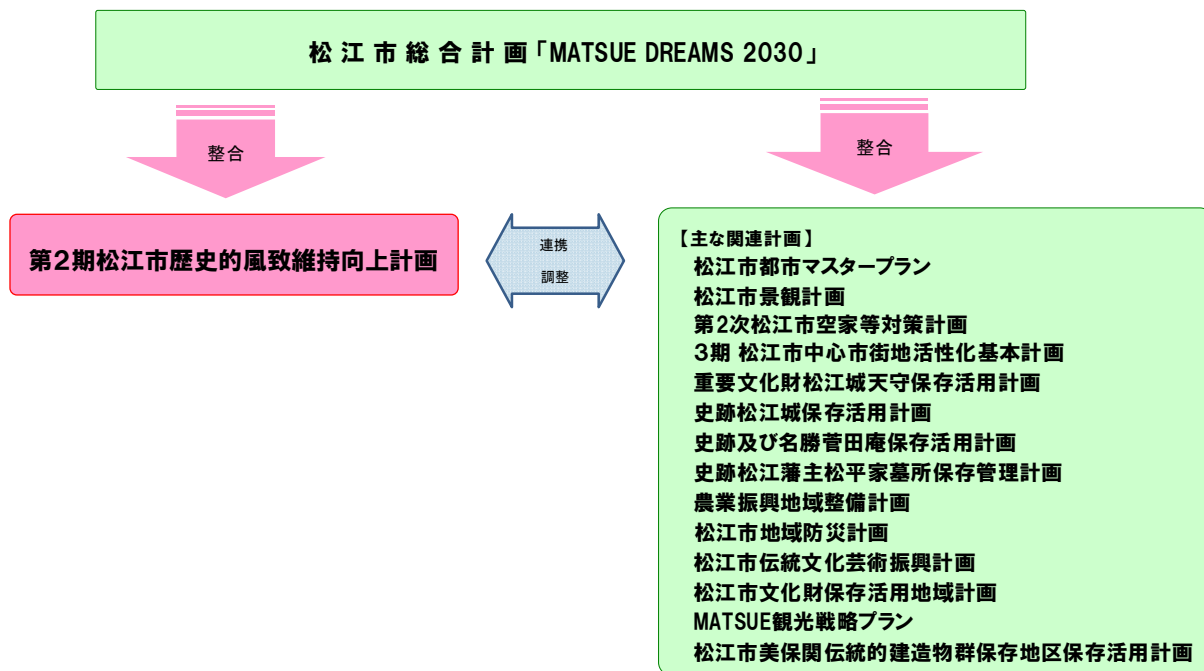 松江市総合計画「MATSUE DREAMS 2030」
整合
整合
第2期松江市歴史的風致維持向上計画
連携
調整
【主な関連計画】
松江市都市マスタープラン
松江市景観計画
第2次松江市空家等対策計画
3期 松江市中心市街地活性化基本計画
重要文化財松江城天守保存活用計画
史跡松江城保存活用計画
史跡及び名勝菅田庵保存活用計画
史跡松江藩主松平家墓所保存管理計画
農業振興地域整備計画
松江市地域防災計画
松江市伝統文化芸術振興計画
松江市文化財保存活用地域計画
MATSUE観光戦略プラン
松江市美保関伝統的建造物群保存地区保存活用計画